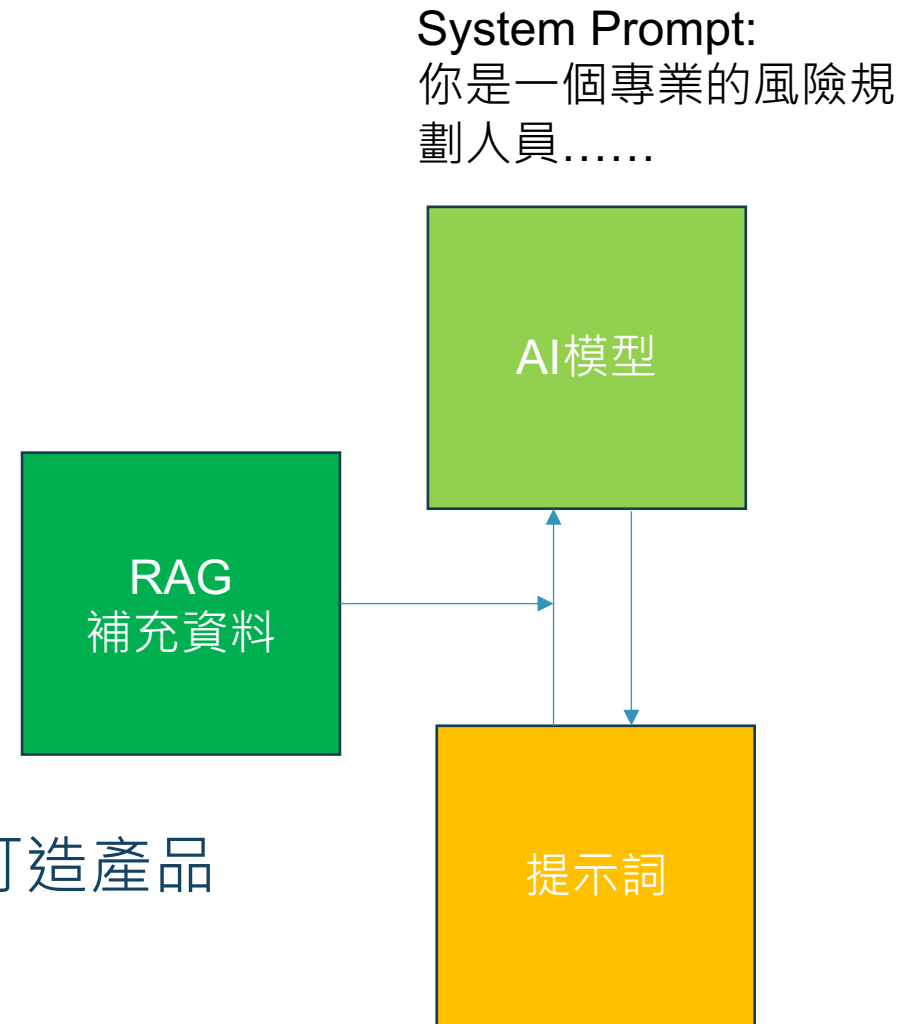 System Prompt:
你是一個專業的風險規
劃人員……
AI模型
RAG
補充資料
造產品
提示詞